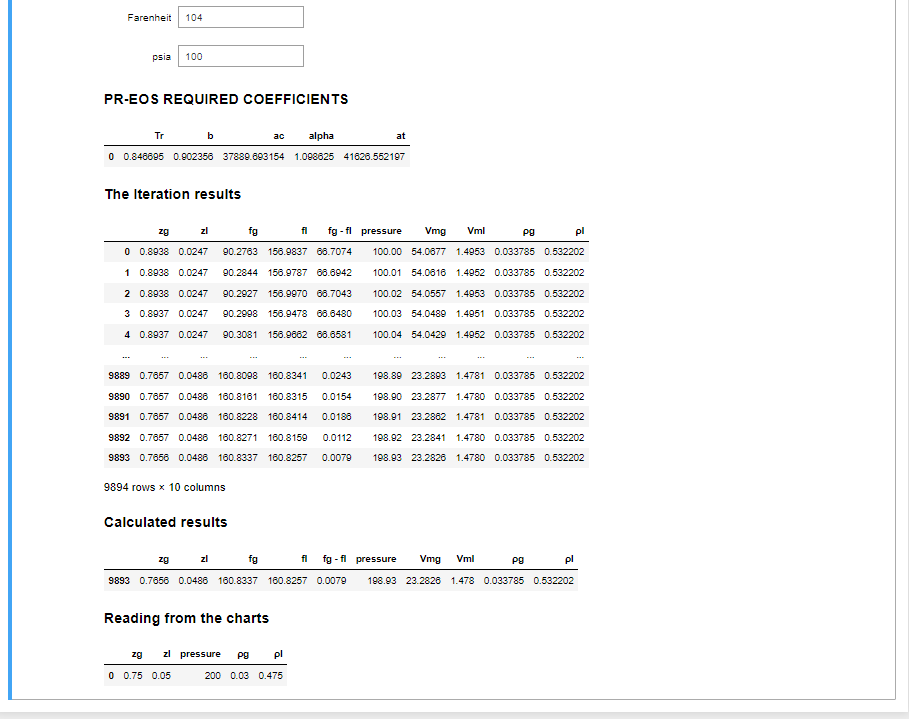 Farenheit 104
psia 100
PR-EOS REQUIRED COEFFICIENTS
Tr b ac alpha at
0 0.846695 0.902356 37889.693154 1.098625 41626.552197
The Iteration results
zg zl fg fl fg - fl pressure Vmg Vml ρg ρl
0 0.8938 0.0247 90.2763 156.9837 66.7074 100.00 54.0677 1.4953 0.033785 0.532202
1 0.8938 0.0247 90.2844 156.9787 66.6942 100.01 54.0616 1.4952 0.033785 0.532202
2 0.8938 0.0247 90.2927 156.9970 66.7043 100.02 54.0557 1.4953 0.033785 0.532202
3 0.8937 0.0247 90.2998 156.9478 66.6480 100.03 54.0489 1.4951 0.033785 0.532202
4 0.8937 0.0247 90.3081 156.9662 66.6581 100.04 54.0429 1.4952 0.033785 0.532202
... ... ... ... ... ... ... ... ... ... ...
9889 0.7657 0.0486 160.8098 160.8341 0.0243 198.89 23.2893 1.4781 0.033785 0.532202
9890 0.7657 0.0486 160.8161 160.8315 0.0154 198.90 23.2877 1.4780 0.033785 0.532202
9891 0.7657 0.0486 160.8228 160.8414 0.0186 198.91 23.2862 1.4781 0.033785 0.532202
9892 0.7657 0.0486 160.8271 160.8159 0.0112 198.92 23.2841 1.4780 0.033785 0.532202
9893 0.7656 0.0486 160.8337 160.8257 0.0079 198.93 23.2826 1.4780 0.033785 0.532202
9894 rows × 10 columns
Calculated results
zg zl fg fl fg - fl pressure Vmg Vml ρg ρl
9893 0.7656 0.0486 160.8337 160.8257 0.0079 198.93 23.2826 1.478 0.033785 0.532202
Reading from the charts
zg zl pressure ρg ρl
0 0.75 0.05 200 0.03 0.475